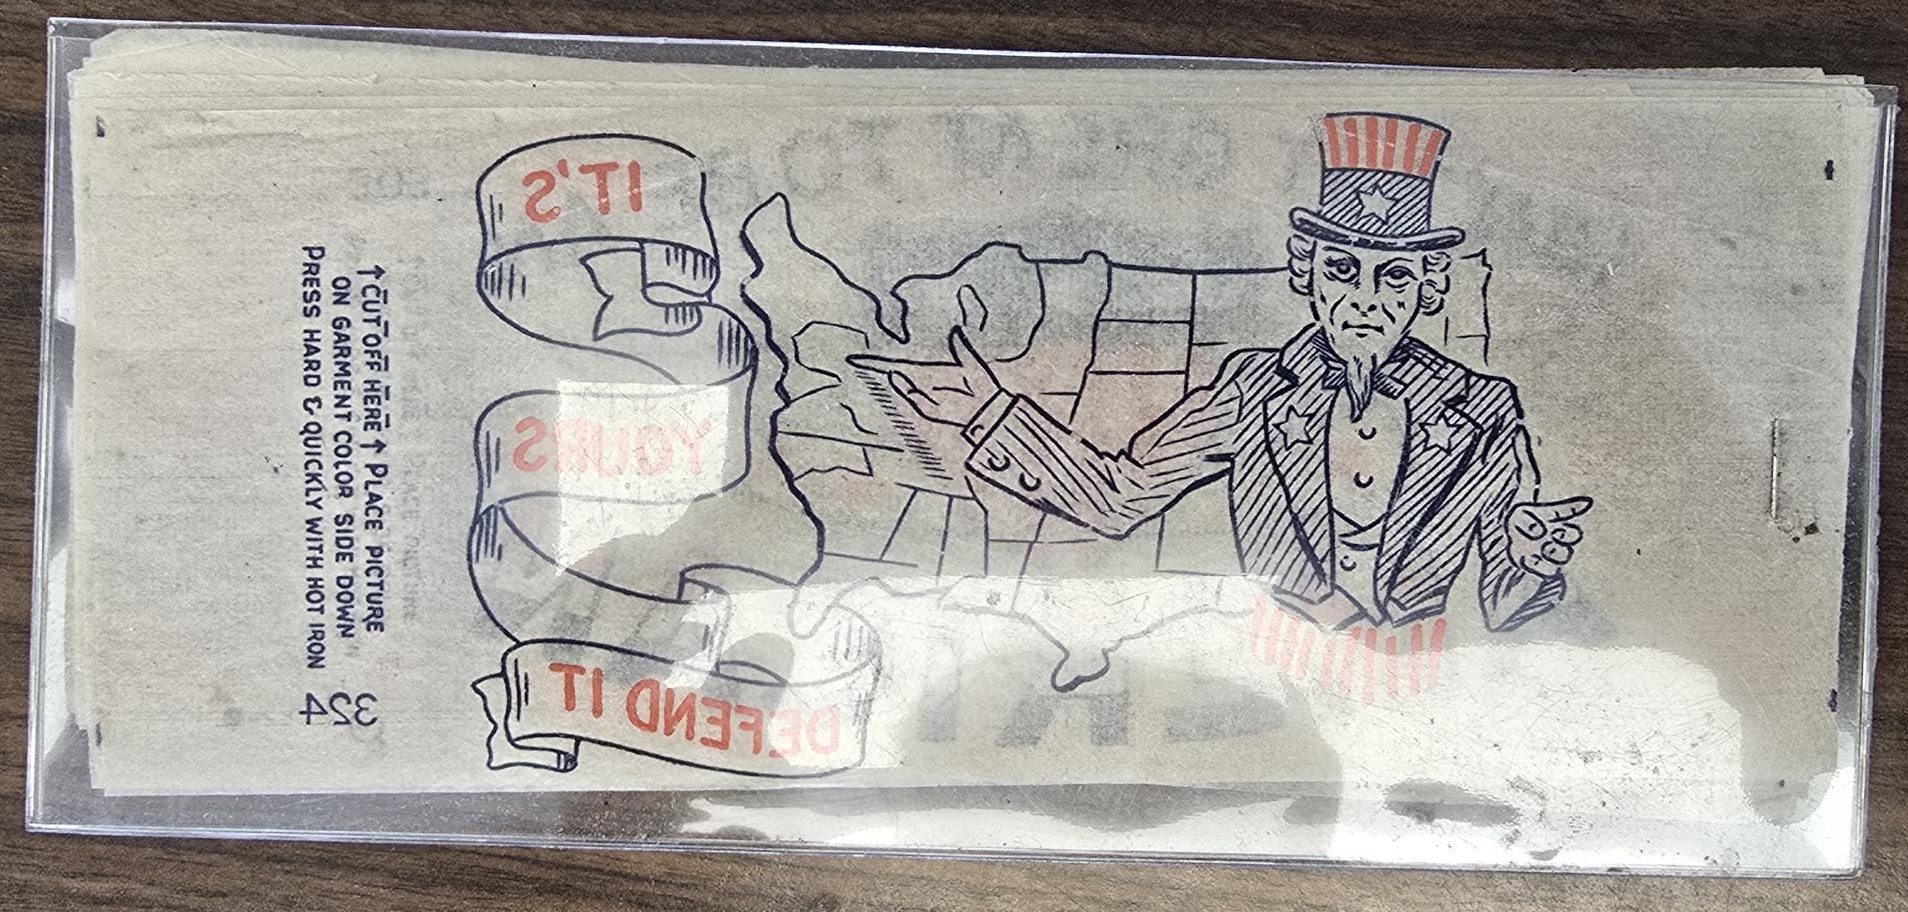 IT'S
YOURS
DEFEND IT
↑CUT OFF HERE↑ PLACE PICTURE
ON GARMENT COLOR SIDE DOWN
PRESS HARD & QUICKLY WITH HOT IRON
324